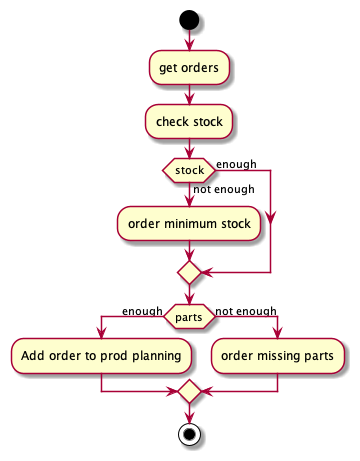 get orders
check stock
stock
enough
not enough
order minimum stock
enough
parts
not enough
Add order to prod planning
order missing parts